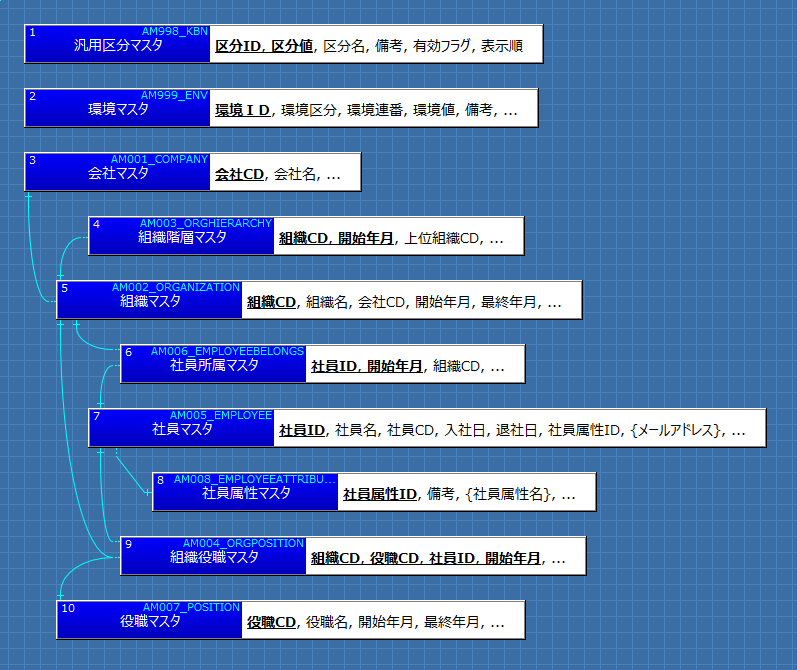 1 AM998_KBN
汎用区分マスタ 区分ID, 区分値, 区分名, 備考, 有効フラグ, 表示順
2 AM999_ENV
環境マスタ 環境ＩＤ, 環境区分, 環境連番, 環境値, 備考, ...
3 AM001_COMPANY
会社マスタ 会社CD, 会社名, ...
4 AM003_ORGHIERARCHY
組織階層マスタ 組織CD, 開始年月, 上位組織CD, ...
5 AM002_ORGANIZATION
組織マスタ 組織CD, 組織名, 会社CD, 開始年月, 最終年月, ...
6 AM006_EMPLOYEEBELONGS
社員所属マスタ 社員ID, 開始年月, 組織CD, ...
7 AM005_EMPLOYEE
社員マスタ 社員ID, 社員名, 社員CD, 入社日, 退社日, 社員属性ID, {メールアドレス}, ...
8 AM008_EMPLOYEEATTRIBU...
社員属性マスタ 社員属性ID, 備考, {社員属性名}, ...
9 AM004_ORGPOSITION
組織役職マスタ 組織CD, 役職CD, 社員ID, 開始年月, ...
10 AM007_POSITION
役職マスタ 役職CD, 役職名, 開始年月, 最終年月, ...